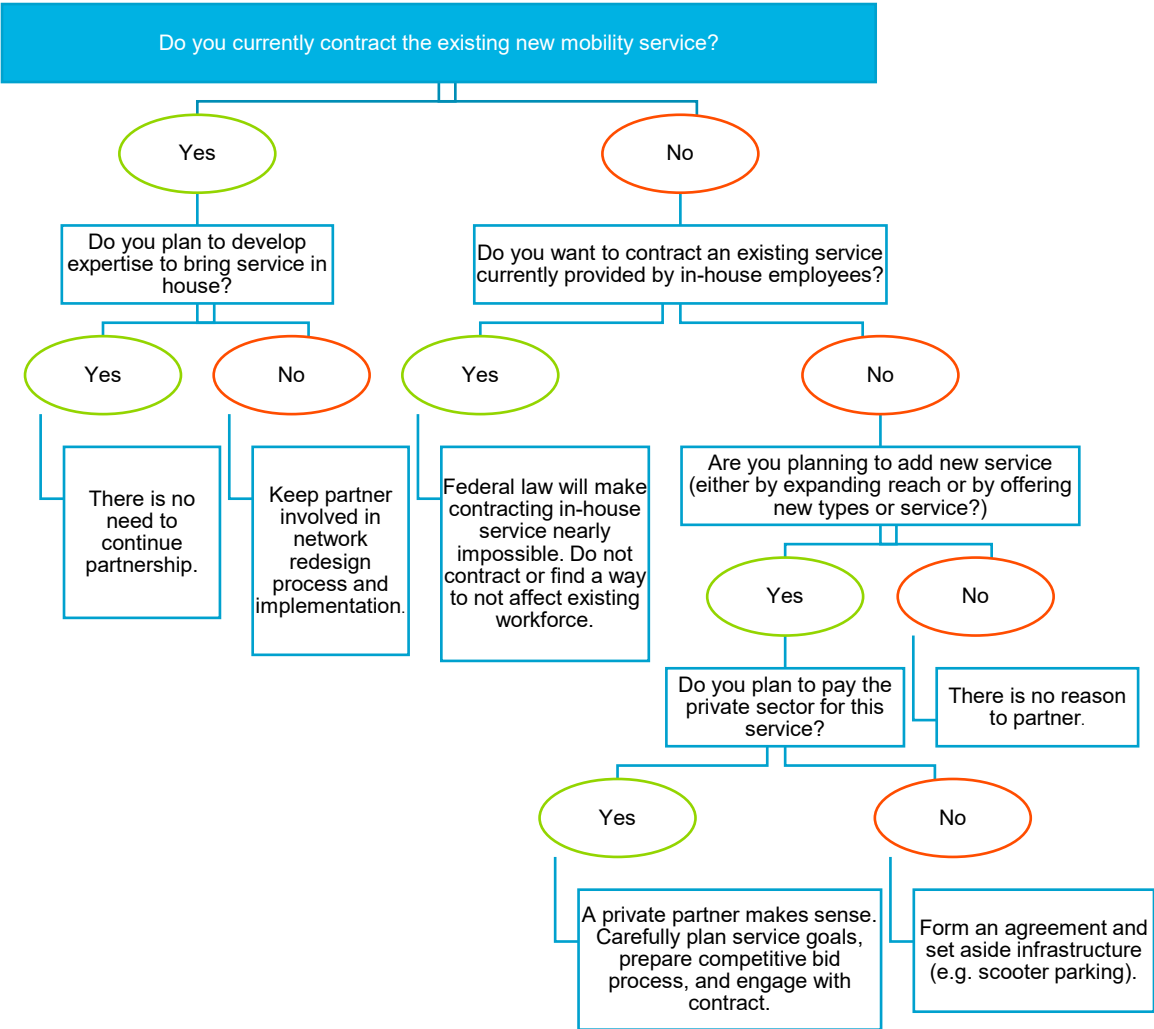 Do you currently contract the existing new mobility service?
Yes
No
Do you plan to develop
expertise to bring service in
house?
Do you want to contract an existing service
currently provided by in-house employees?
Yes
No
Yes
No
There is no
need to
continue
partnership.
Keep partner
involved in
network
redesign
process and
implementation.
Federal law will make
contracting in-house
service nearly
impossible. Do not
contract or find a way
to not affect existing
workforce.
Are you planning to add new service
(either by expanding reach or by offering
new types or service?)
Yes
No
Do you plan to pay the
private sector for this
service?
There is no reason
to partner.
Yes
No
A private partner makes sense.
Carefully plan service goals,
prepare competitive bid
process, and engage with
contract.
Form an agreement and
set aside infrastructure
(e.g. scooter parking).